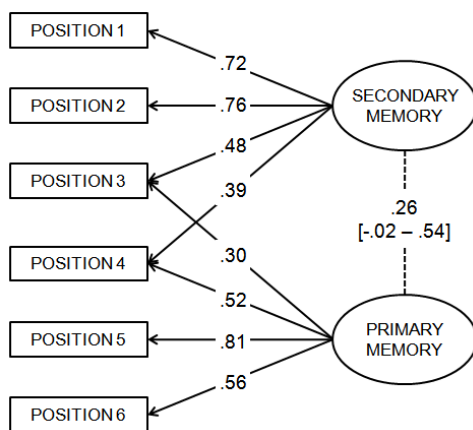 POSITION 1
.72
SECONDARY
MEMORY
POSITION 2
.76
.48
POSITION 3
.39
.26
[-.02 – .54]
.30
POSITION 4
.52
POSITION 5
.81
PRIMARY
MEMORY
.56
POSITION 6